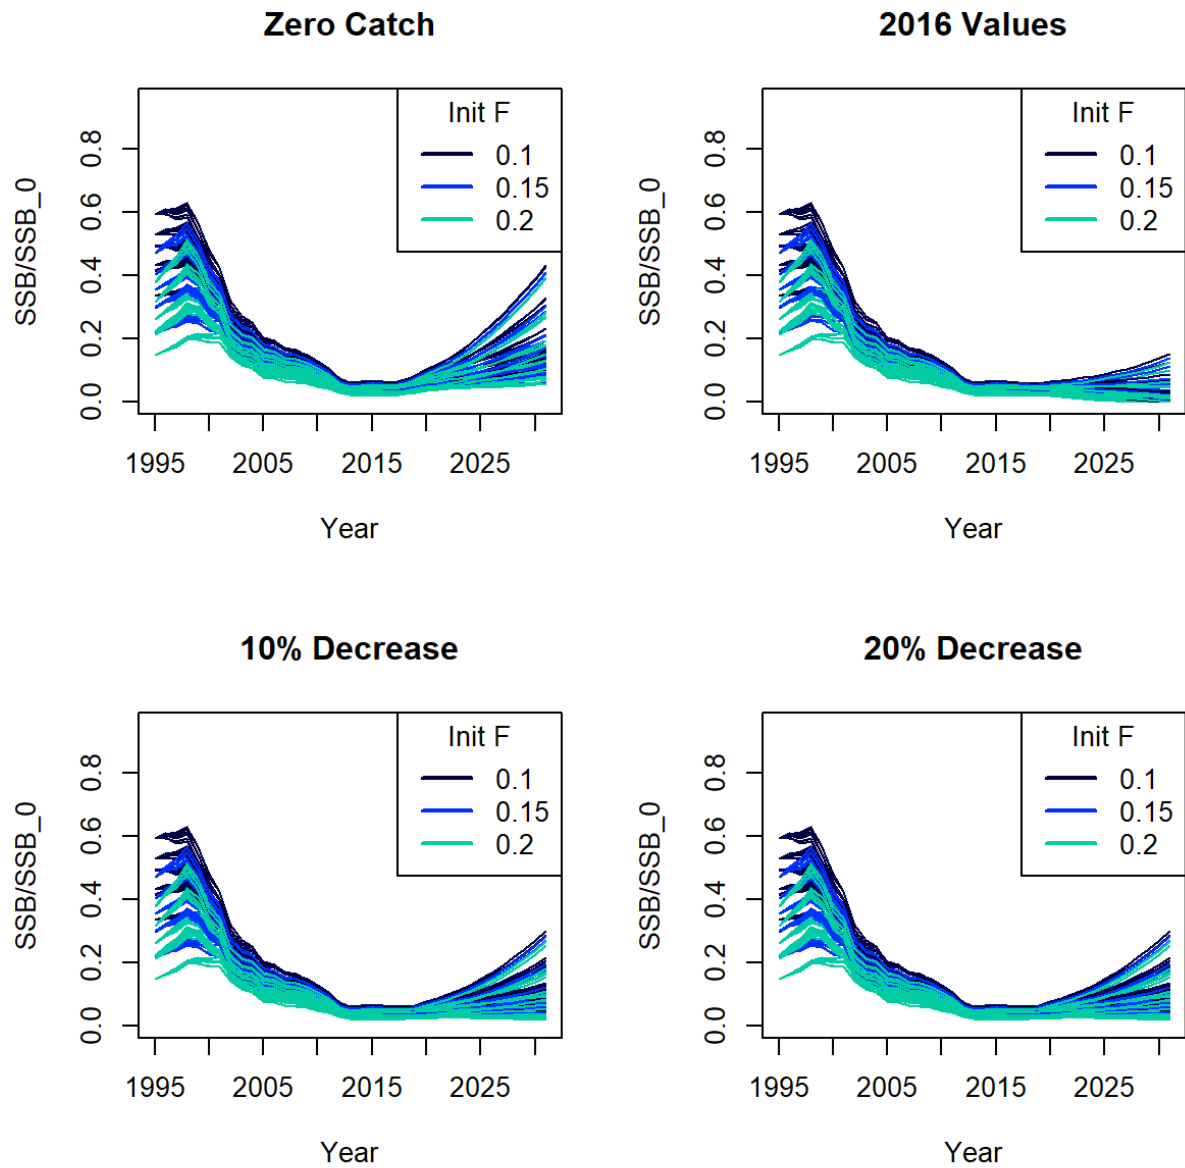 Zero Catch
SSB/SSB_0
0.0 0.2 0.4 0.6 0.8
Init F
0.1
0.15
0.2
1995 2005 2015 2025
Year
2016 Values
SSB/SSB_0
0.0 0.2 0.4 0.6 0.8
Init F
0.1
0.15
0.2
1995 2005 2015 2025
Year
10% Decrease
SSB/SSB_0
0.0 0.2 0.4 0.6 0.8
Init F
0.1
0.15
0.2
1995 2005 2015 2025
Year
20% Decrease
SSB/SSB_0
0.0 0.2 0.4 0.6 0.8
Init F
0.1
0.15
0.2
1995 2005 2015 2025
Year